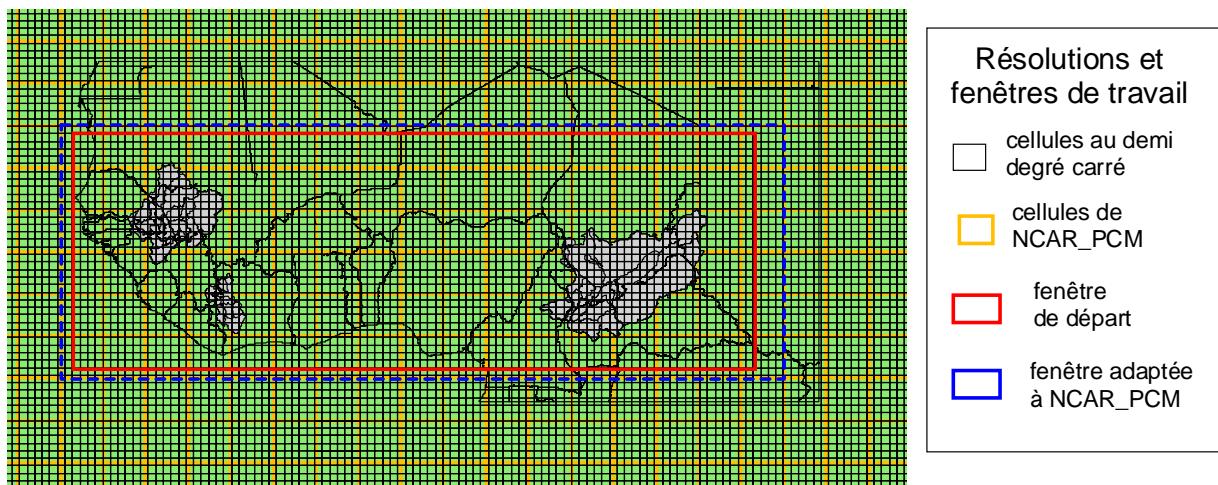 Résolutions et
fenêtres de travail
cellules au demi
degré carré
cellules de
NCAR_PCM
fenêtre
de départ
fenêtre adaptée
à NCAR_PCM